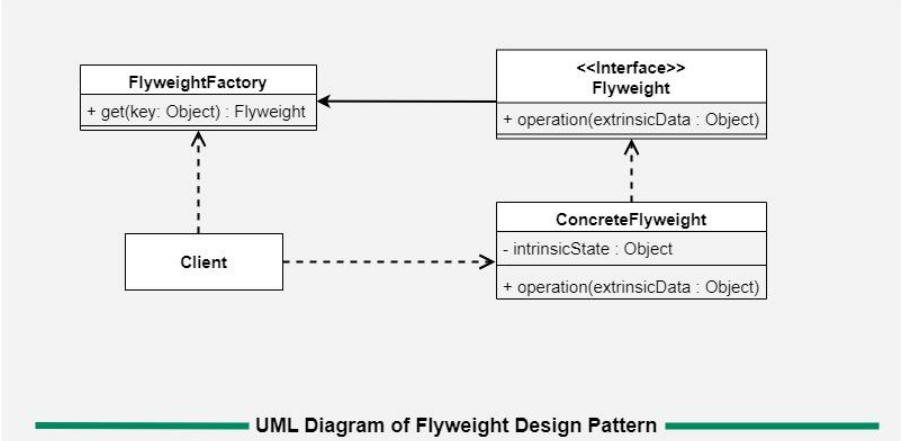 FlyweightFactory
+ get(key: Object) : Flyweight
<<Interface>>
Flyweight
+ operation(extrinsicData : Object)
Client
ConcreteFlyweight
- intrinsicState : Object
+ operation(extrinsicData : Object)
UML Diagram of Flyweight Design Pattern